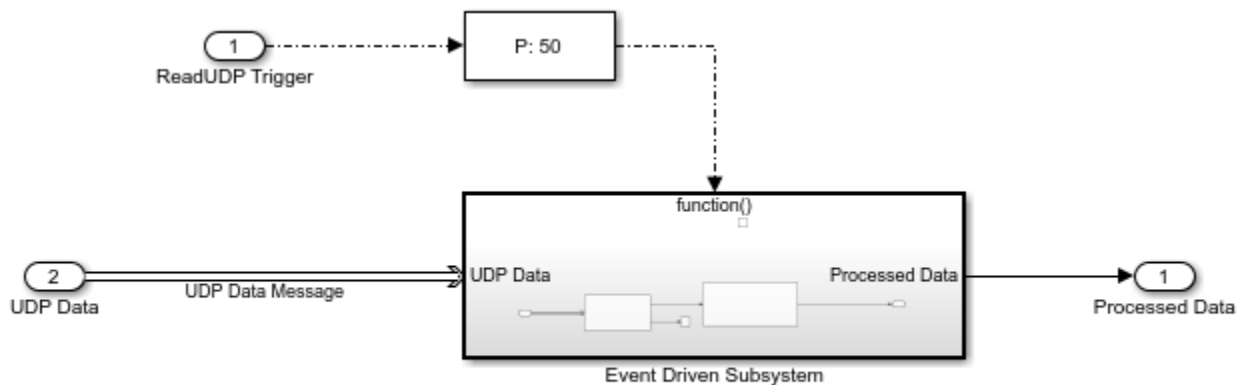 1
P: 50
ReadUDP Trigger
function()
2
UDP Data
Processed Data
1
UDP Data Message
UDP Data
Processed Data
Event Driven Subsystem